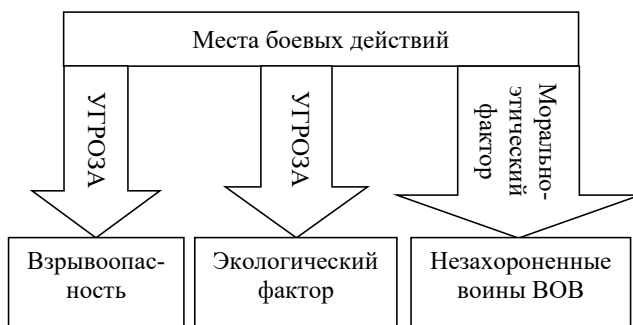 Места боевых действий
УГРОЗА
УГРОЗА
Морально-
этический
фактор
Взрывоопас-
ность
Экологический
фактор
Незахороненные
воины ВОВ